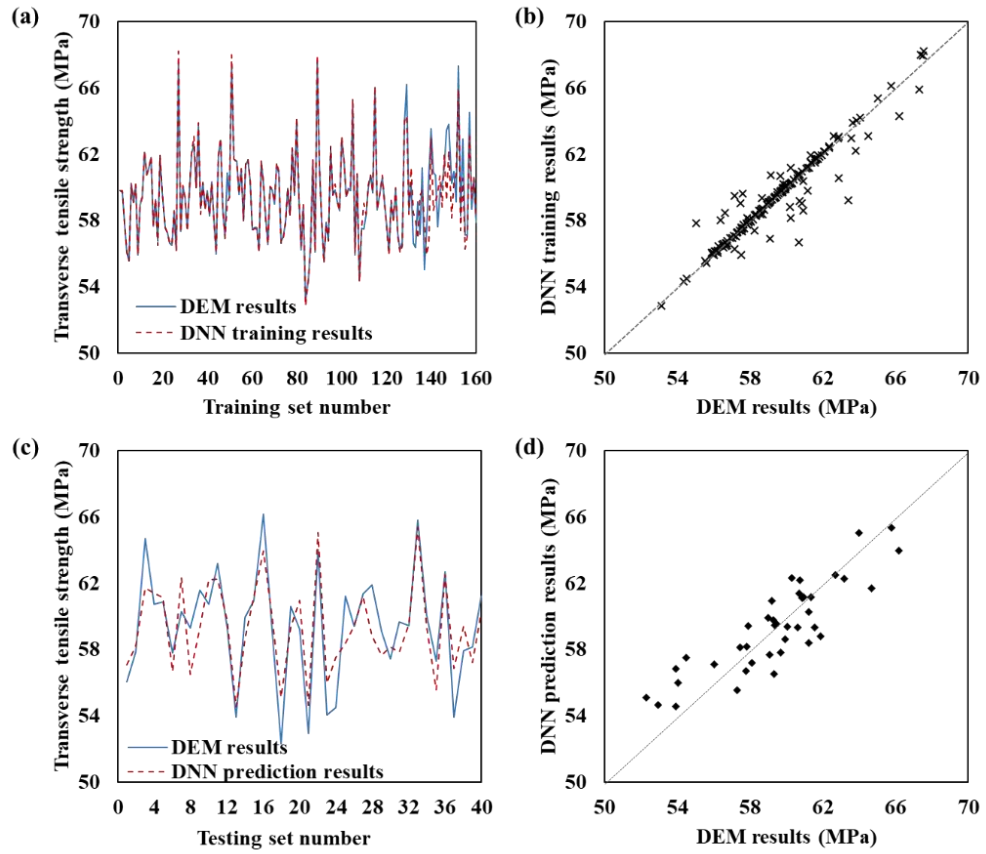 (a)
Transverse tensile strength (MPa)
70
66
62
58
54
50
DEM results
DNN training results
0 20 40 60 80 100 120 140 160
Training set number
(b)
DNN training results (MPa)
70
66
62
58
54
50
50 54 58 62 66 70
DEM results (MPa)
(c)
Transverse tensile strength (MPa)
70
66
62
58
54
50
DEM results
DNN prediction results
0 4 8 12 16 20 24 28 32 36 40
Testing set number
(d)
DNN prediction results (MPa)
70
66
62
58
54
50
50 54 58 62 66 70
DEM results (MPa)